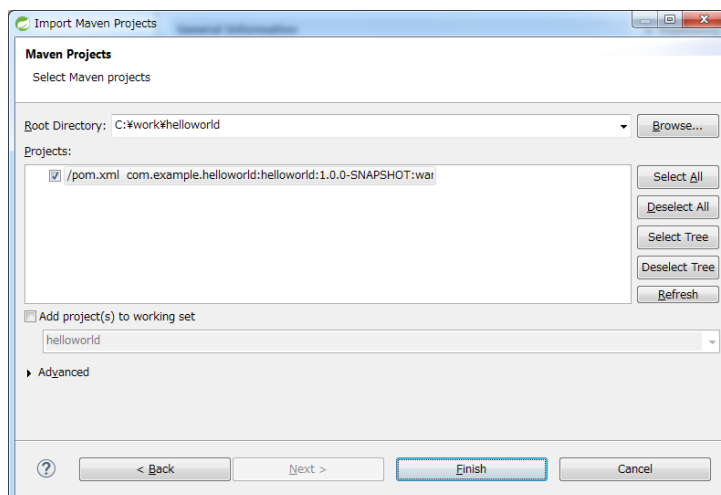 Import Maven Projects
Maven Projects
Select Maven projects
Root Directory: C:¥work¥helloworld
Browse...
Projects:
/pom.xml com.example.helloworld:helloworld:1.0.0-SNAPSHOT:war
Select All
Deselect All
Select Tree
Deselect Tree
Refresh
Add project(s) to working set
helloworld
Advanced
< Back
Next >
Finish
Cancel